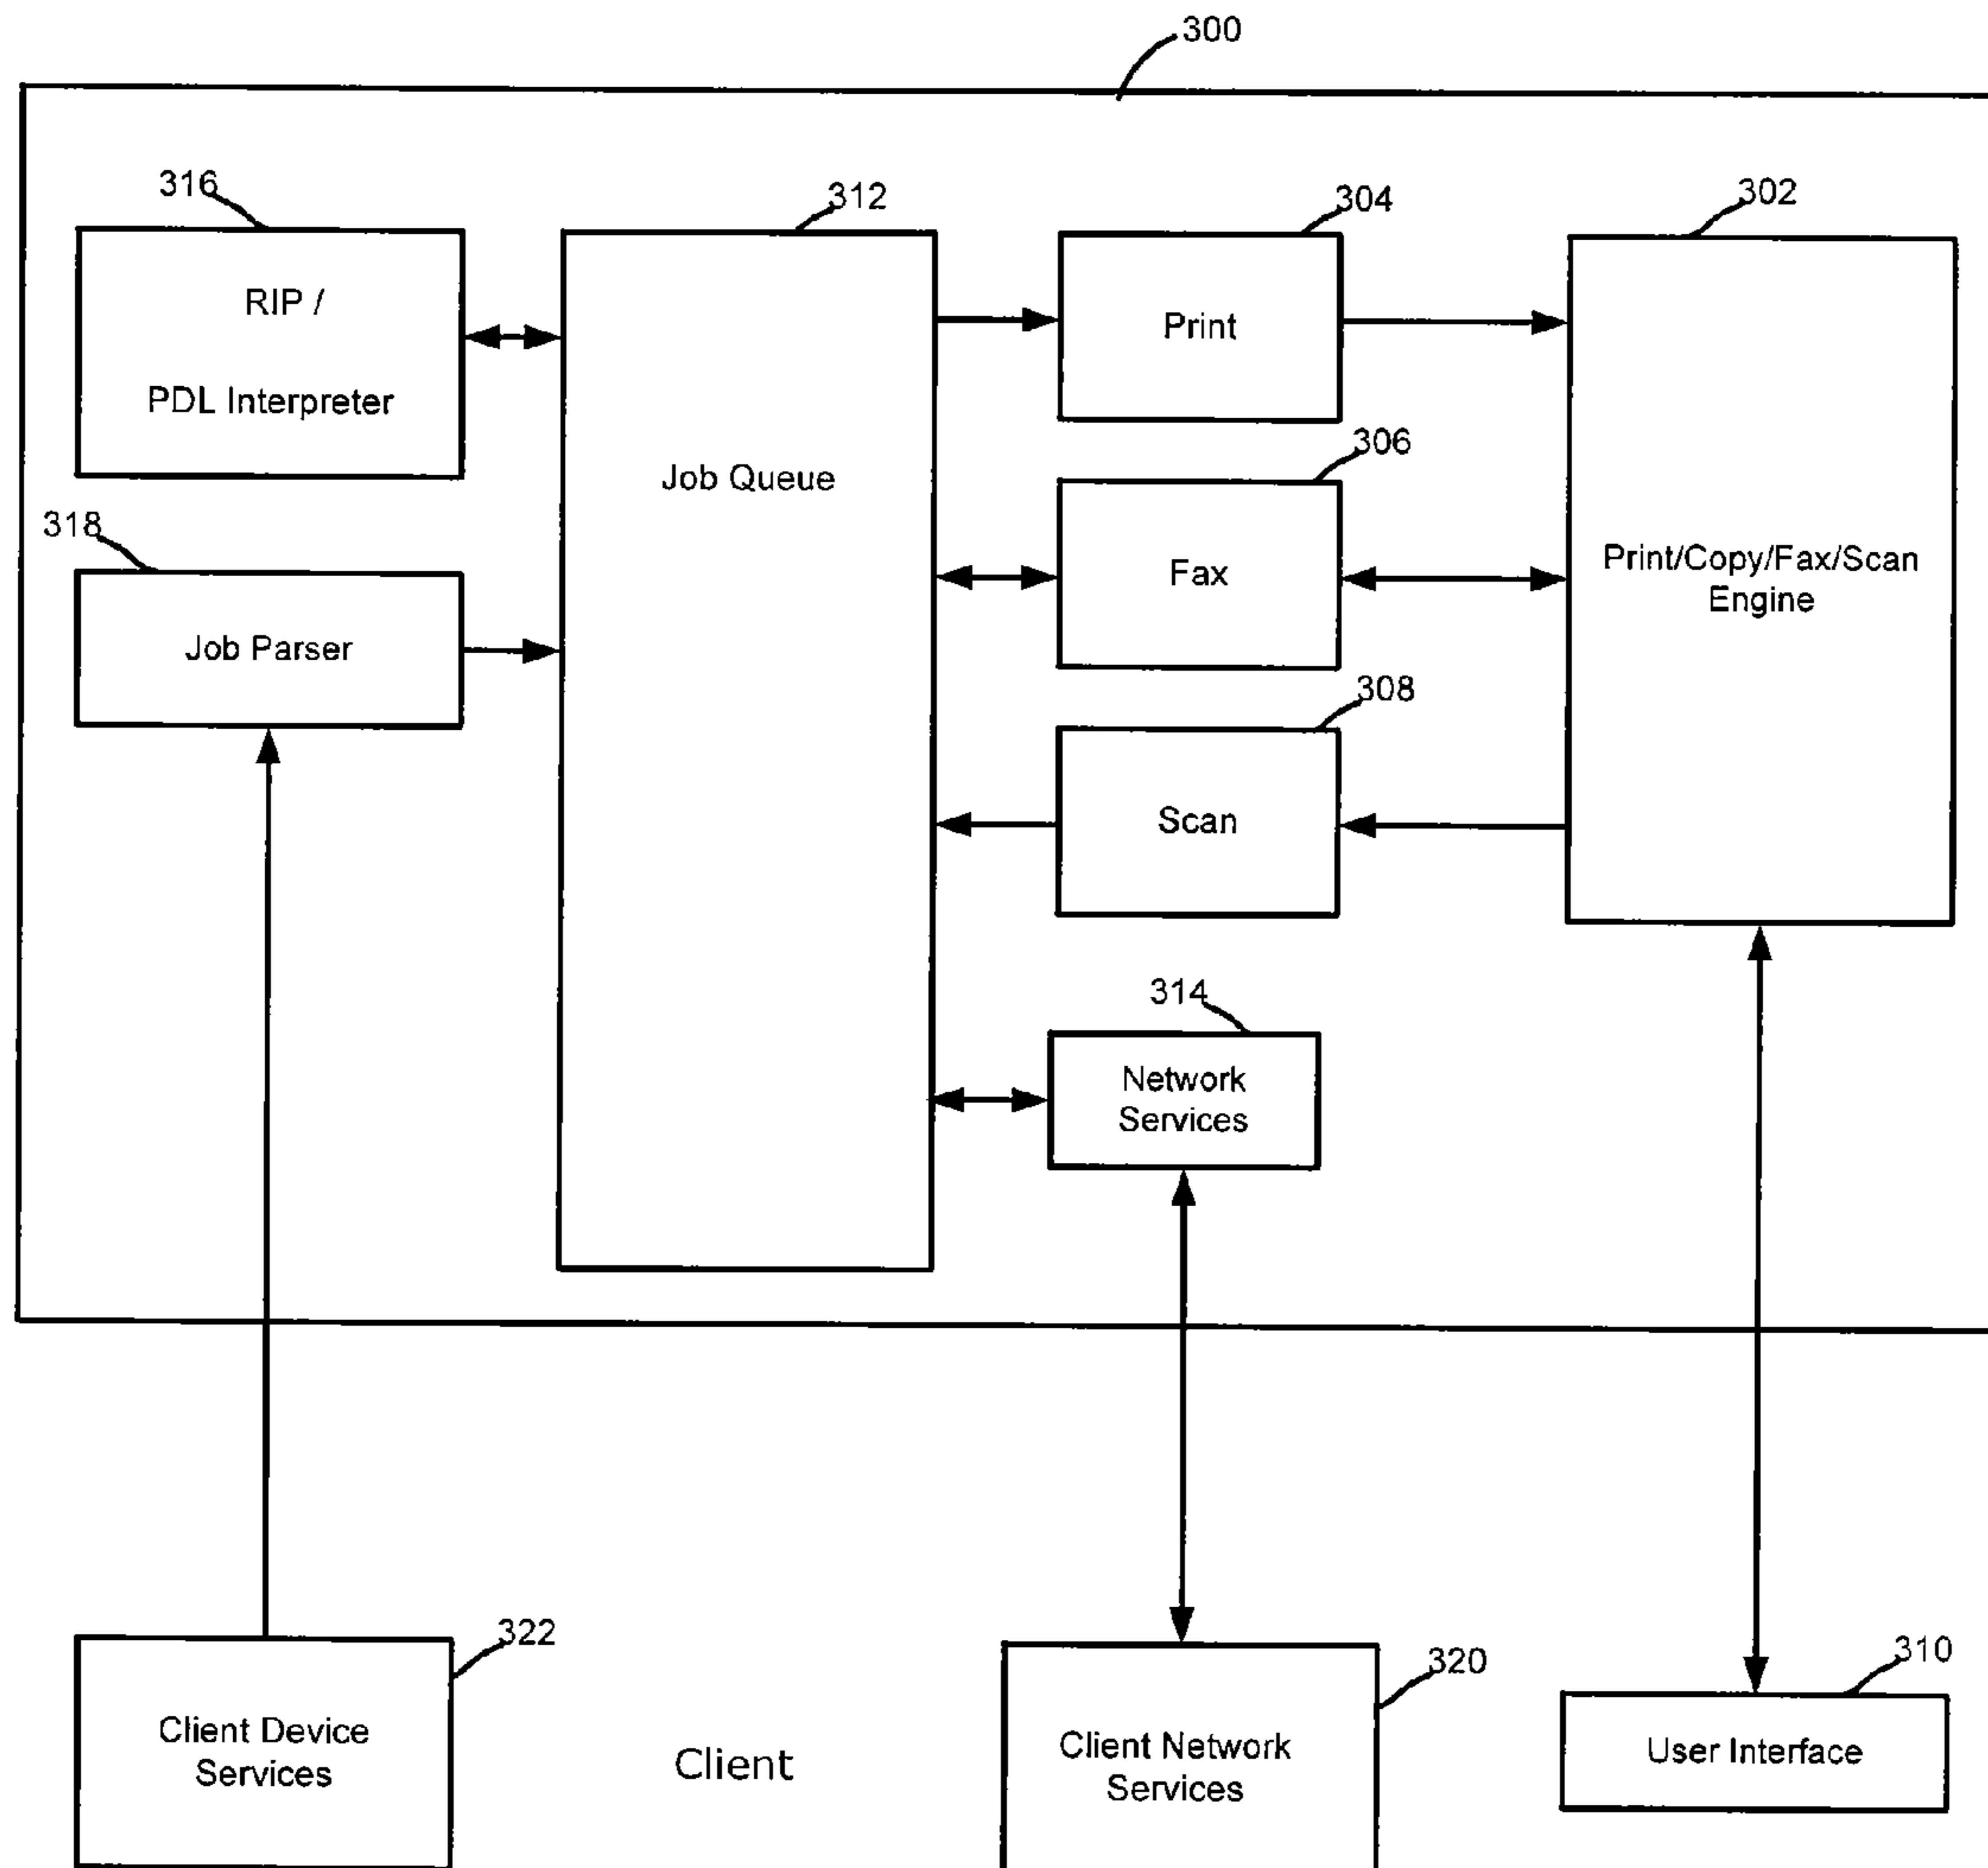 300
316
312
304
302
RIP /
PDL Interpreter
Job Queue
Print
306
318
Job Parser
Fax
Print/Copy/Fax/Scan
Engine
308
Scan
314
Network
Services
322
320
310
Client Device
Services
Client
Client Network
Services
User Interface